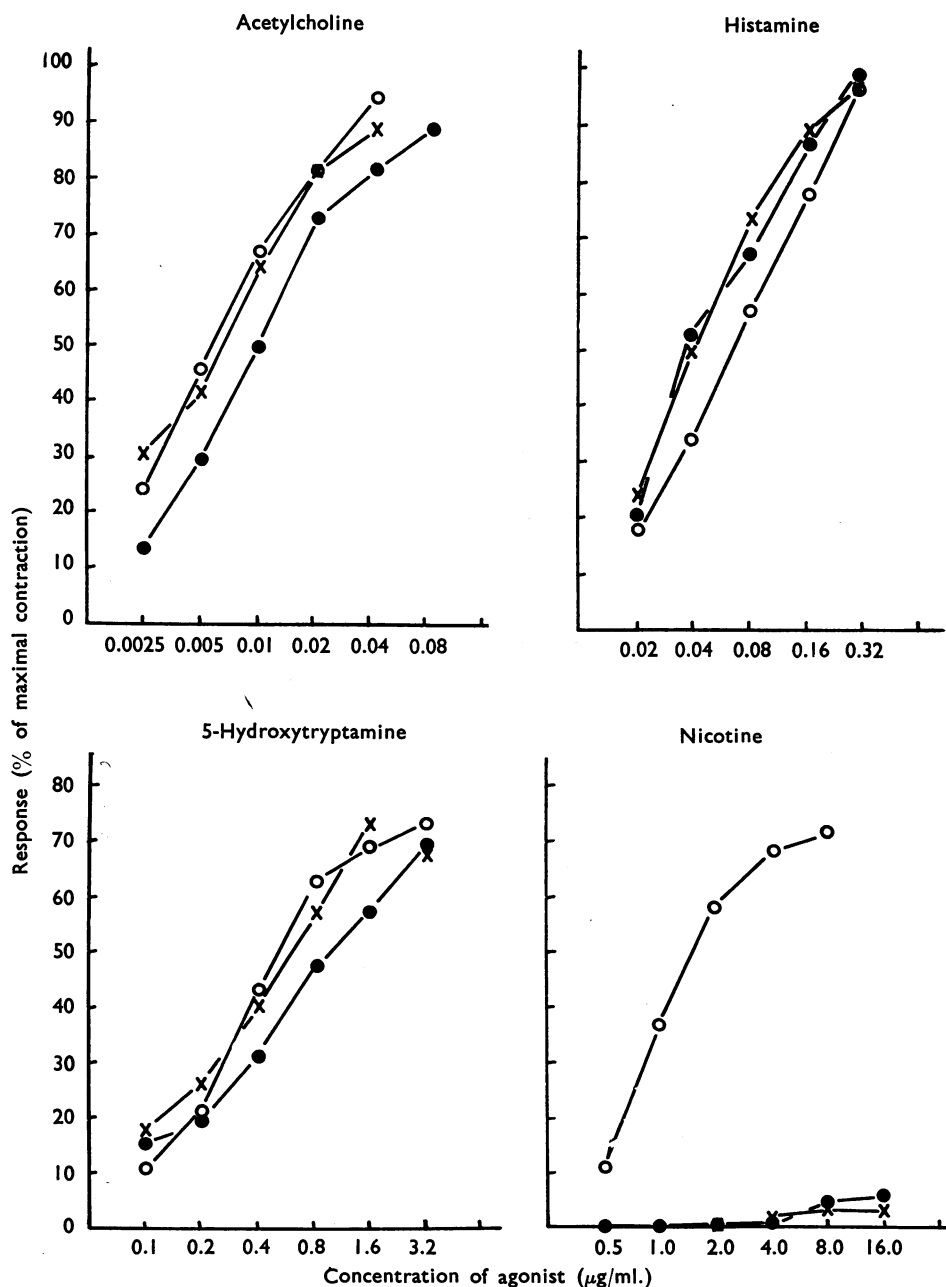 Acetylcholine
Histamine
100
90
80
70
60
50
40
30
20
10
0
0.0025 0.005 0.01 0.02 0.04 0.08
0.02 0.04 0.08 0.16 0.32
Response (% of maximal contraction)
5-Hydroxytryptamine
Nicotine
80
70
60
50
40
30
20
10
0
0.1 0.2 0.4 0.8 1.6 3.2
0.5 1.0 2.0 4.0 8.0 16.0
Concentration of agonist (μg/ml.)